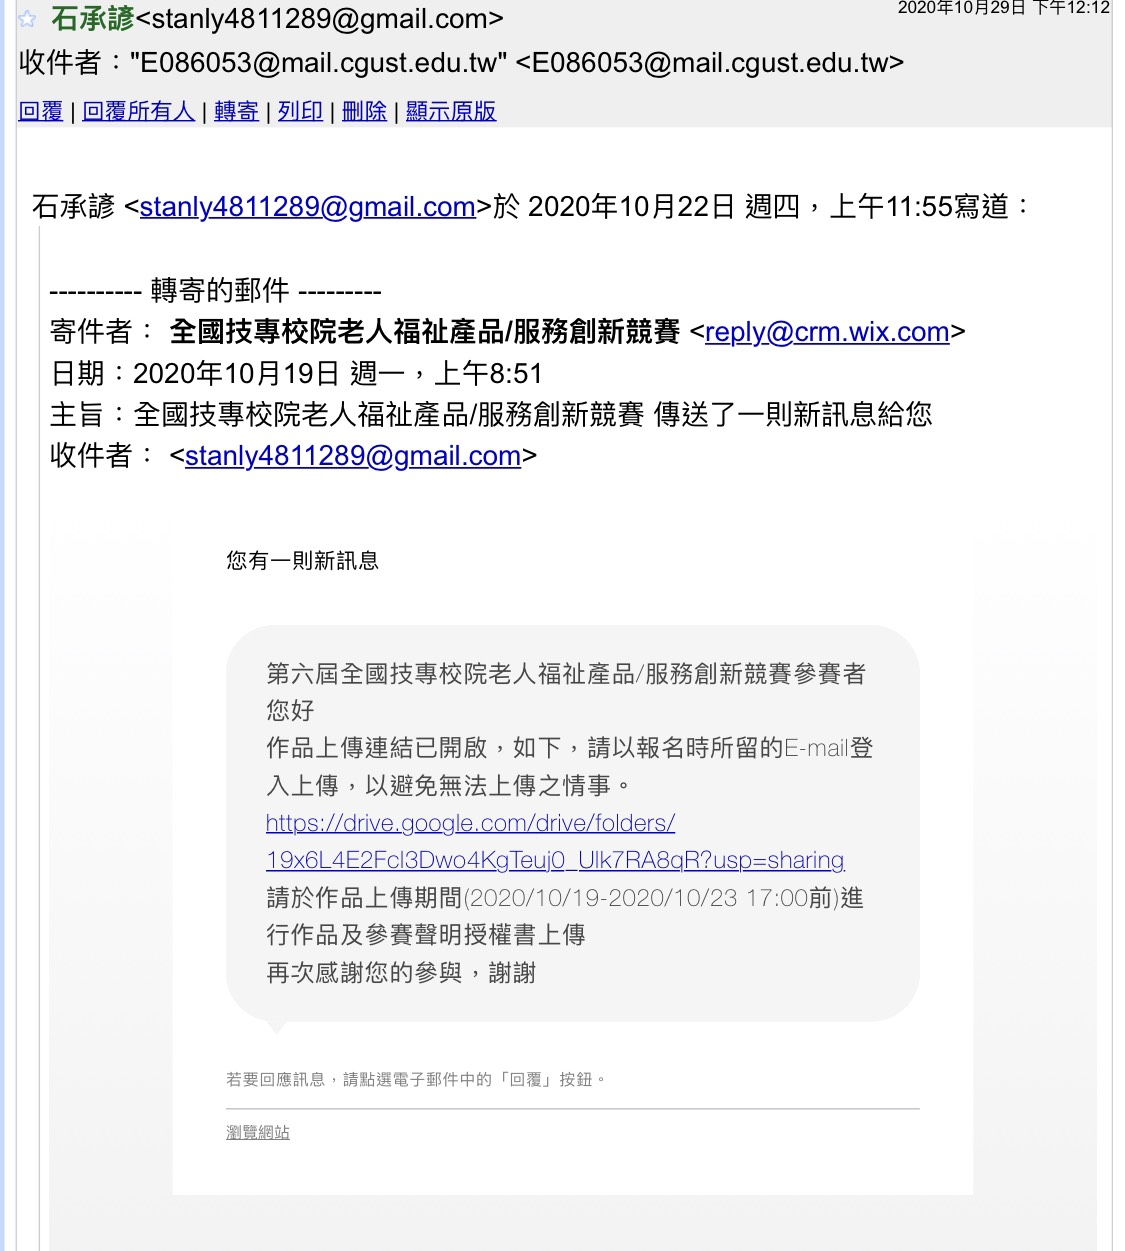 石承諺<stanly4811289@gmail.com>
2020年10月29日 下午12:12
收件者："E086053@mail.cgust.edu.tw" <E086053@mail.cgust.edu.tw>
回覆 | 回覆所有人 | 轉寄 | 列印 | 刪除 | 顯示原版
石承諺 <stanly4811289@gmail.com>於 2020年10月22日 週四，上午11:55寫道：
---------- 轉寄的郵件 ---------
寄件者： 全國技專校院老人福祉產品/服務創新競賽 <reply@crm.wix.com>
日期：2020年10月19日 週一，上午8:51
主旨：全國技專校院老人福祉產品/服務創新競賽 傳送了一則新訊息給您
收件者： <stanly4811289@gmail.com>
您有一則新訊息
第六屆全國技專校院老人福祉產品/服務創新競賽參賽者
您好
作品上傳連結已開啟，如下，請以報名時所留的E-mail登
入上傳，以避免無法上傳之情事。
https://drive.google.com/drive/folders/
19x6L4E2Fcl3Dwo4KgTeuj0_Ulk7RA8qR?usp=sharing
請於作品上傳期間(2020/10/19-2020/10/23 17:00前)進
行作品及參賽聲明授權書上傳
再次感謝您的參與，謝謝
若要回應訊息，請點選電子郵件中的「回覆」按鈕。
瀏覽網站